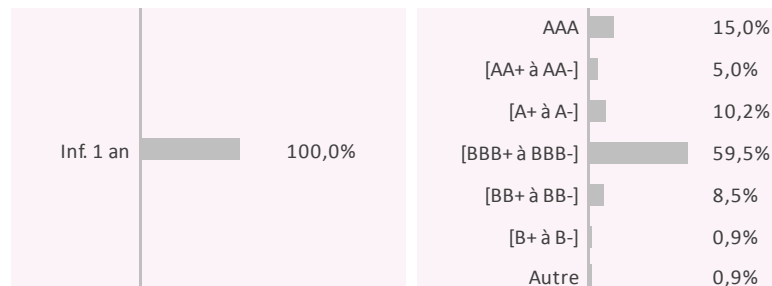 Inf. 1 an 100,0%
AAA 15,0%
[AA+ à AA-] 5,0%
[A+ à A-] 10,2%
[BBB+ à BBB-] 59,5%
[BB+ à BB-] 8,5%
[B+ à B-] 0,9%
Autre 0,9%